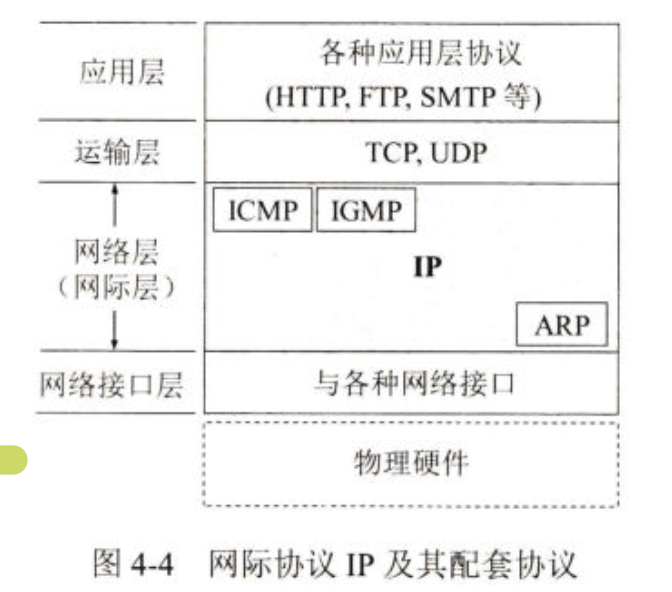 应用层
各种应用层协议
(HTTP, FTP, SMTP 等)
运输层
TCP, UDP
ICMP
IGMP
网络层
(网际层)
IP
ARP
网络接口层
与各种网络接口
物理硬件
图 4-4 网际协议 IP 及其配套协议